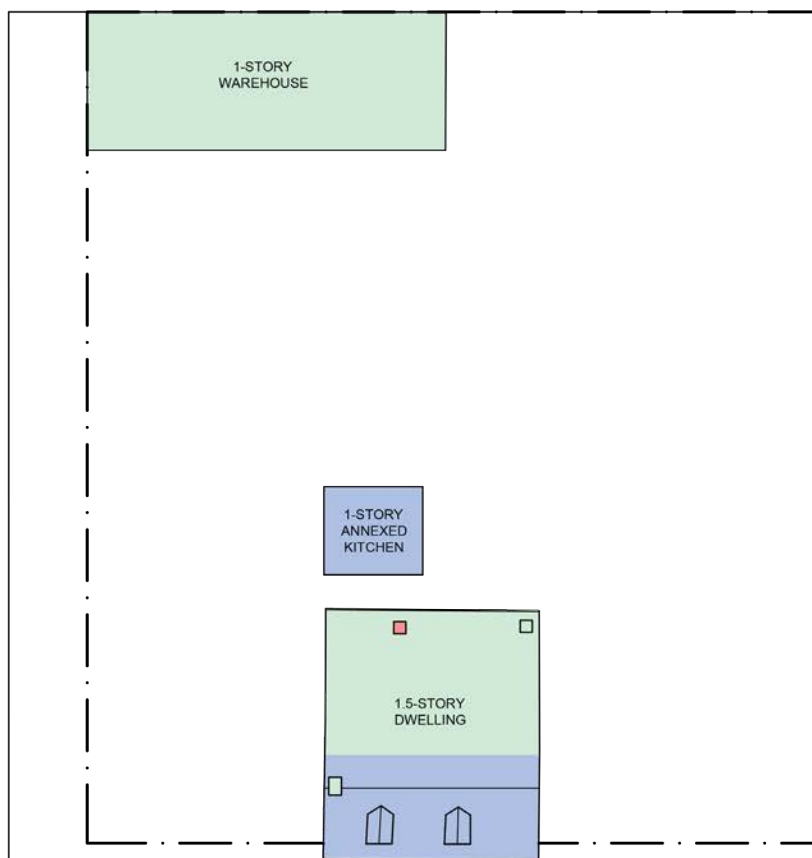 1-STORY
WAREHOUSE
1-STORY
ANNEXED
KITCHEN
1.5-STORY
DWELLING